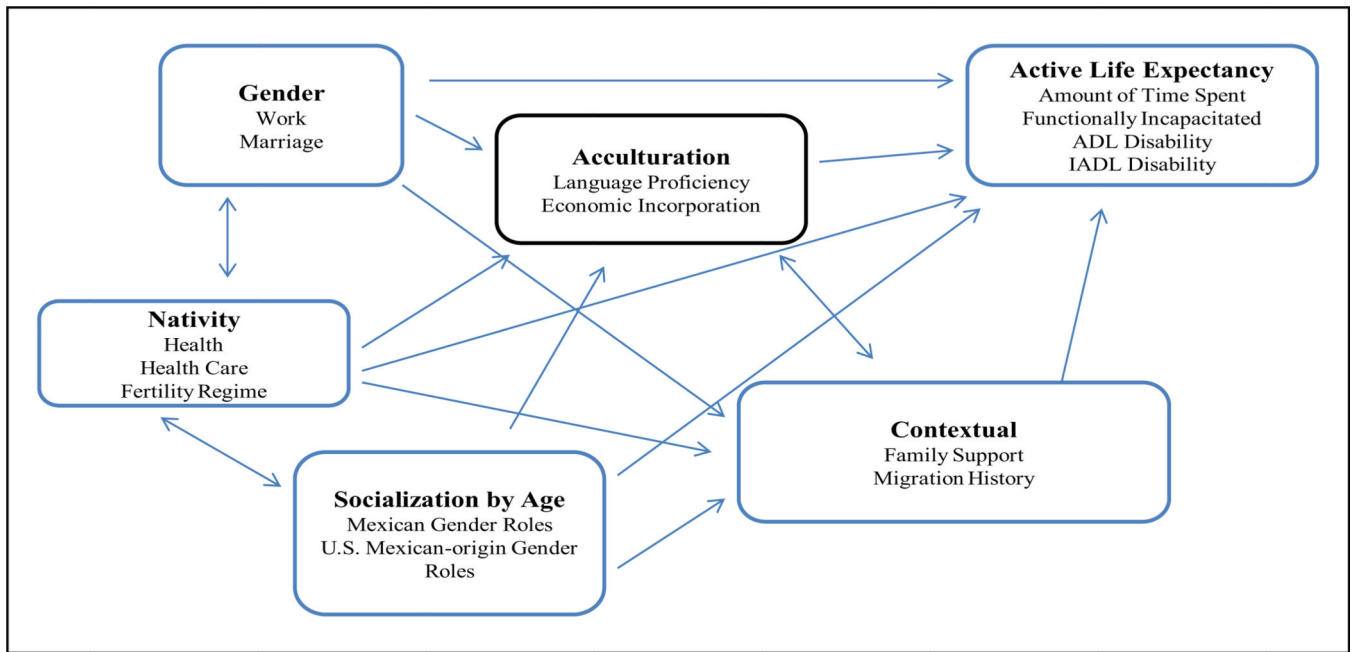 Gender
Work
Marriage
Active Life Expectancy
Amount of Time Spent
Functionally Incapacitated
ADL Disability
IADL Disability
Acculturation
Language Proficiency
Economic Incorporation
Nativity
Health
Health Care
Fertility Regime
Contextual
Family Support
Migration History
Socialization by Age
Mexican Gender Roles
U.S. Mexican-origin Gender
Roles